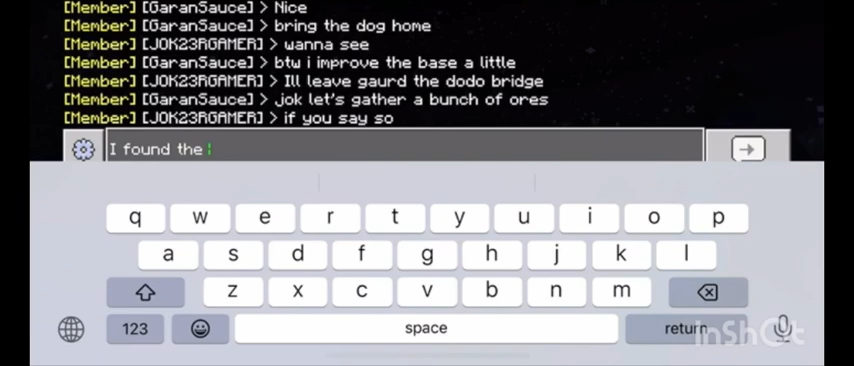 [Member] [GaranSauce] > Nice
[Member] [GaranSauce] > bring the dog home
[Member] [JOK23RGAMER] > wanna see
[Member] [GaranSauce] > btw i improve the base a little
[Member] [JOK23RGAMER] > Ill leave gaurd the dodo bridge
[Member] [GaranSauce] > jok let's gather a bunch of ores
[Member] [JOK23RGAMER] > if you say so
I found the
q w e r t y u i o p
a s d f g h j k l
z x c v b n m
123 space return
InShOt